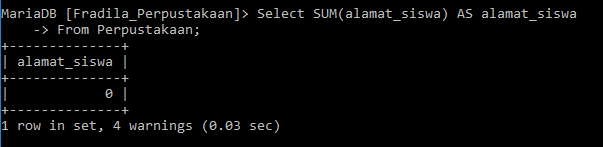 MariaDB [Fradila_Perpustakaan]> Select SUM(alamat_siswa) AS alamat_siswa
    -> From Perpustakaan;
+--------------+
| alamat_siswa |
+--------------+
|            0 |
+--------------+
1 row in set, 4 warnings (0.03 sec)